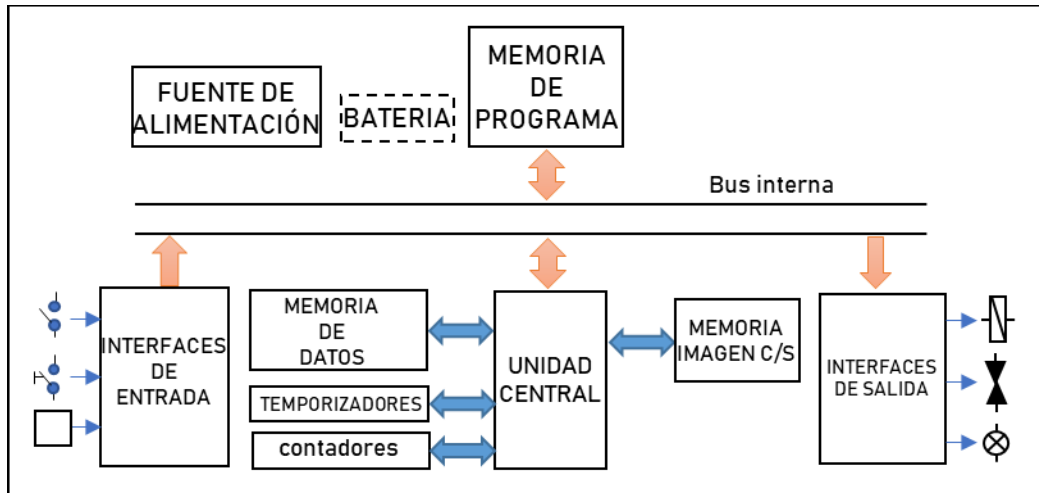 FUENTE DE
ALIMENTACIÓN
BATERIA
MEMORIA
DE
PROGRAMA
Bus interna
INTERFACES
DE
ENTRADA
MEMORIA
DE
DATOS
TEMPORIZADORES
contadores
UNIDAD
CENTRAL
MEMORIA
IMAGEN C/S
INTERFACES
DE SALIDA